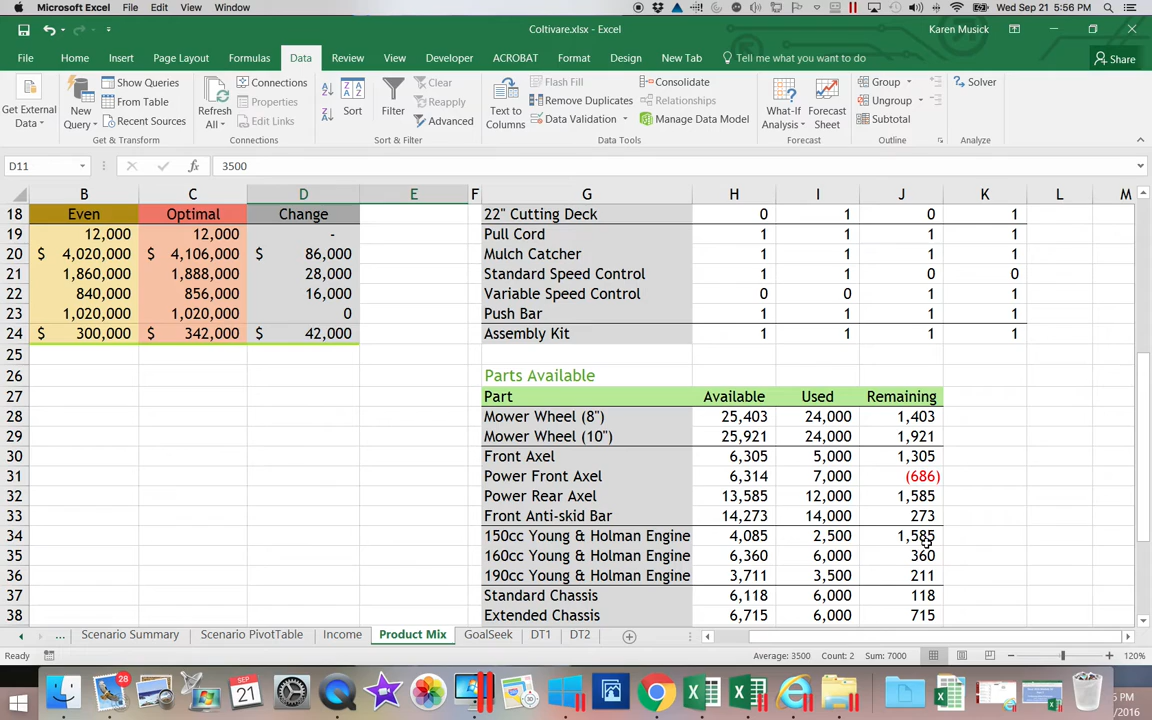 Microsoft Excel File Edit View Window Wed Sep 21 5:56 PM
Coltivare.xlsx - Excel Karen Musick
File Home Insert Page Layout Formulas Data Review View Developer ACROBAT Format Design New Tab Tell me what you want to do Share
Get External Data New Query Show Queries From Table Recent Sources
Refresh All Connections Properties Edit Links
Sort Filter Clear Reapply Advanced
Text to Columns Flash Fill Remove Duplicates Data Validation
Consolidate Relationships Manage Data Model
What-If Analysis Forecast Sheet Group Ungroup Subtotal Solver
Get & Transform Connections Sort & Filter Data Tools Forecast Outline Analyze
D11 fx 3500
B C D E F G H I J K L M
18 Even Optimal Change 22" Cutting Deck 0 1 0 1
19 12,000 12,000 - Pull Cord 1 1 1 1
20 $ 4,020,000 $ 4,106,000 $ 86,000 Mulch Catcher 1 1 1 1
21 1,860,000 1,888,000 28,000 Standard Speed Control 1 1 0 0
22 840,000 856,000 16,000 Variable Speed Control 0 0 1 1
23 1,020,000 1,020,000 0 Push Bar 1 1 1 1
24 $ 300,000 $ 342,000 $ 42,000 Assembly Kit 1 1 1 1
25
26 Parts Available
27 Part Available Used Remaining
28 Mower Wheel (8") 25,403 24,000 1,403
29 Mower Wheel (10") 25,921 24,000 1,921
30 Front Axel 6,305 5,000 1,305
31 Power Front Axel 6,314 7,000 (686)
32 Power Rear Axel 13,585 12,000 1,585
33 Front Anti-skid Bar 14,273 14,000 273
34 150cc Young & Holman Engine 4,085 2,500 1,585
35 160cc Young & Holman Engine 6,360 6,000 360
36 190cc Young & Holman Engine 3,711 3,500 211
37 Standard Chassis 6,118 6,000 118
38 Extended Chassis 6,715 6,000 715
... Scenario Summary Scenario PivotTable Income Product Mix GoalSeek DT1 DT2
Ready Average: 3500 Count: 2 Sum: 7000 120%
28 SEP 21
5 PM
/2016